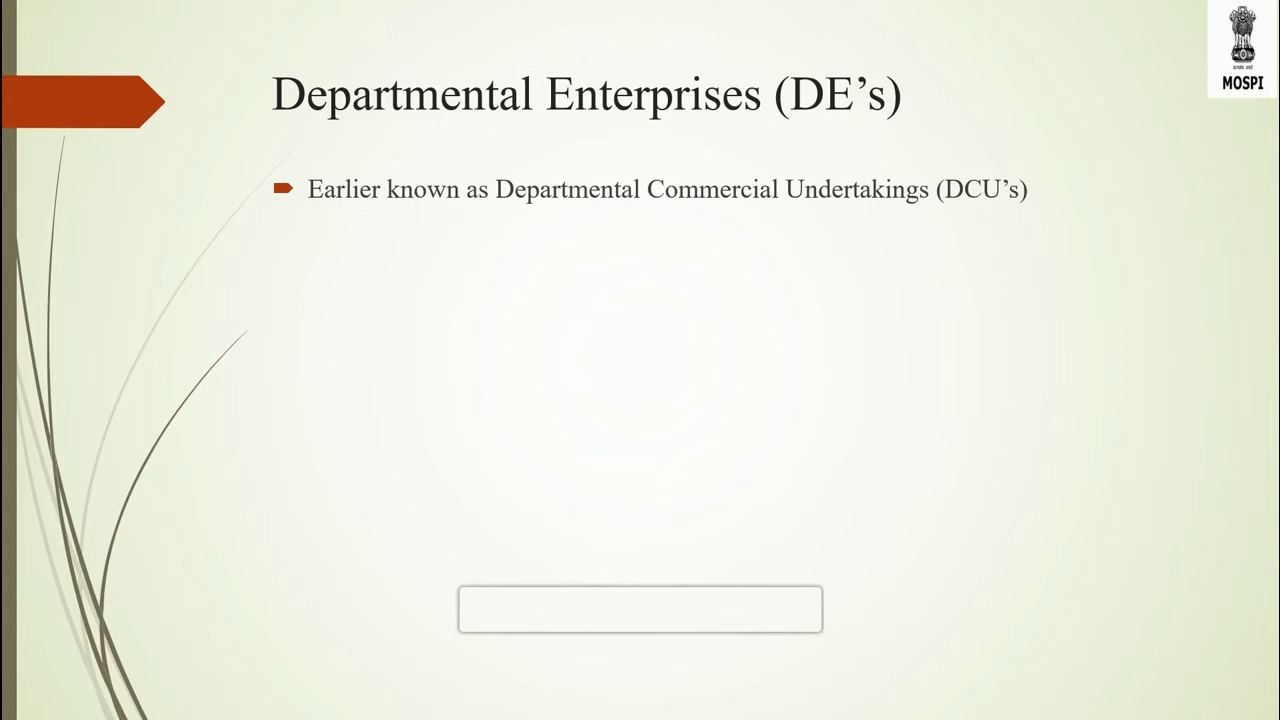 MOSPI
Departmental Enterprises (DE’s)
Earlier known as Departmental Commercial Undertakings (DCU’s)